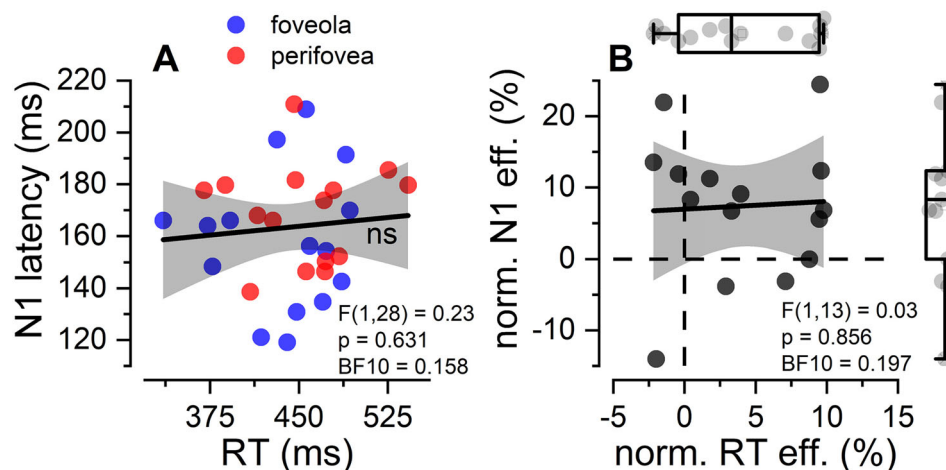 foveola
perifovea
A
N1 latency (ms)
220
200
180
160
140
120
ns
F(1,28) = 0.23
p = 0.631
BF10 = 0.158
375
450
525
RT (ms)
B
norm. N1 eff. (%)
20
10
0
-10
F(1,13) = 0.03
p = 0.856
BF10 = 0.197
-5
0
5
10
15
norm. RT eff. (%)